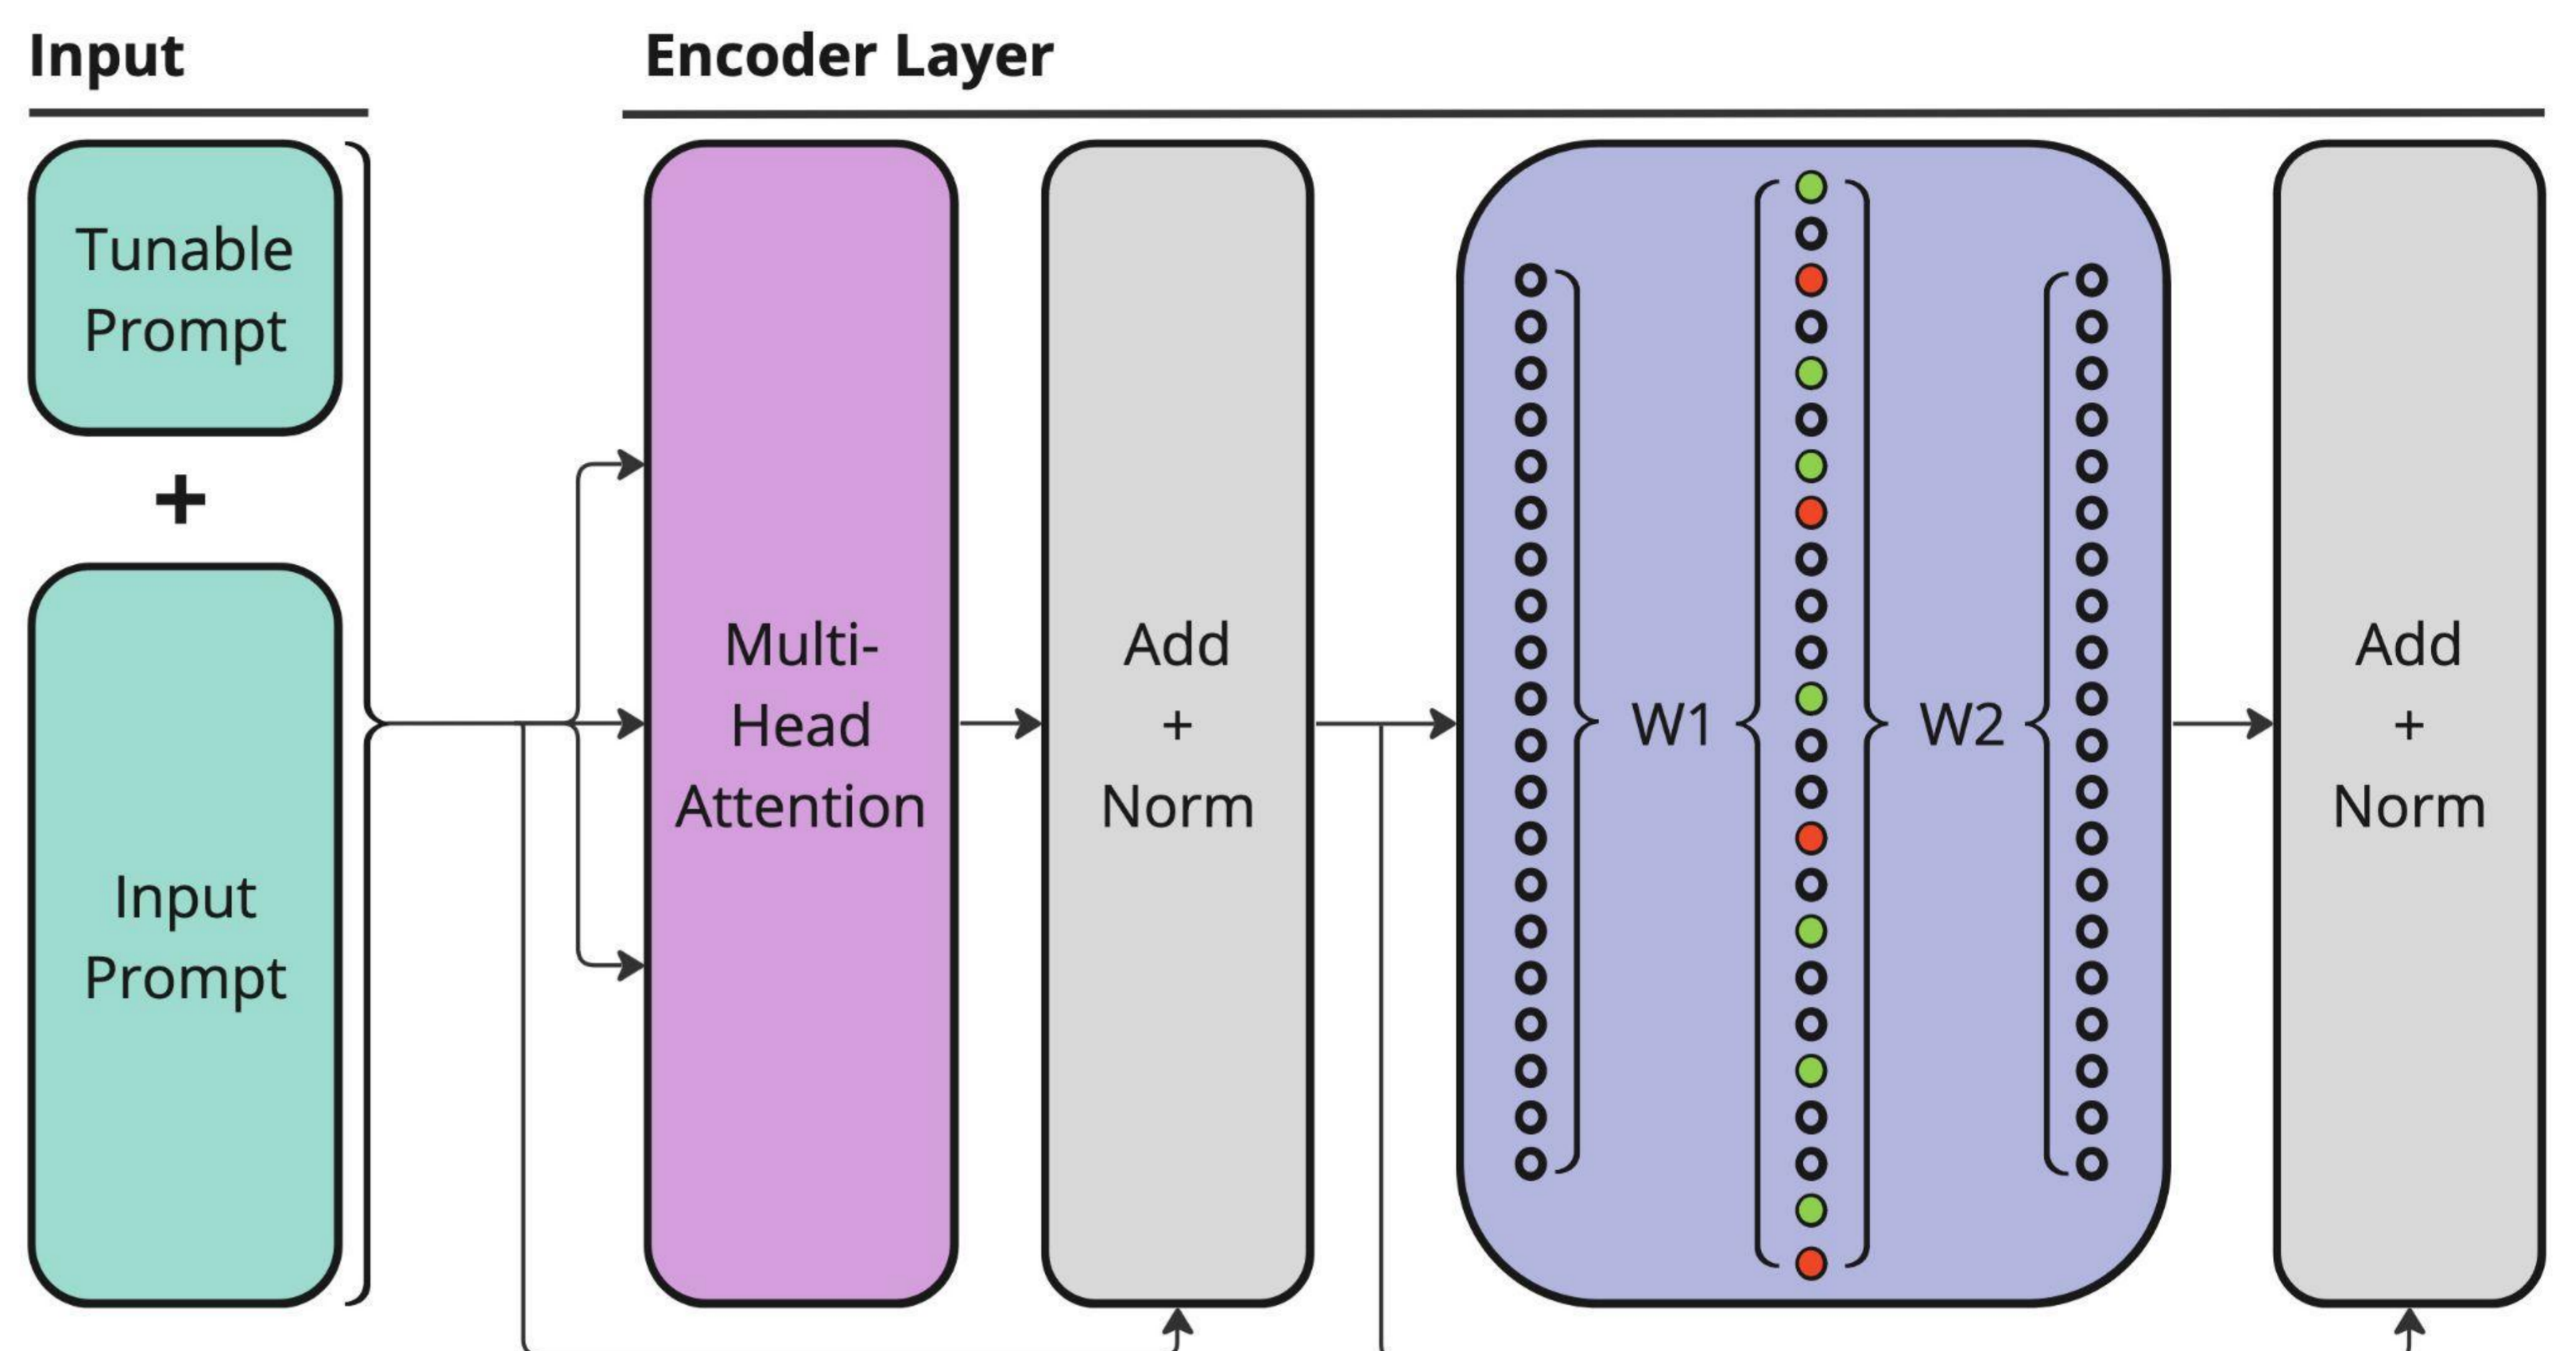 Input
Encoder Layer
Tunable
Prompt
+
Input
Prompt
Multi-
Head
Attention
Add
+
Norm
W1
W2
Add
+
Norm